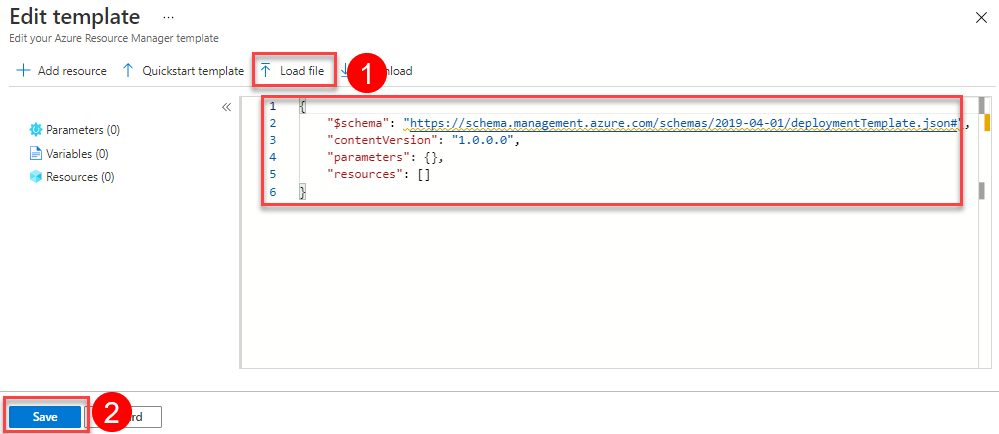 Edit template ...
Edit your Azure Resource Manager template
Add resource Quickstart template Load file 1 nload
«
Parameters (0)
Variables (0)
Resources (0)
1 {
2 "$schema": "https://schema.management.azure.com/schemas/2019-04-01/deploymentTemplate.json#",
3 "contentVersion": "1.0.0.0",
4 "parameters": {},
5 "resources": []
6 }
Save 2 rd